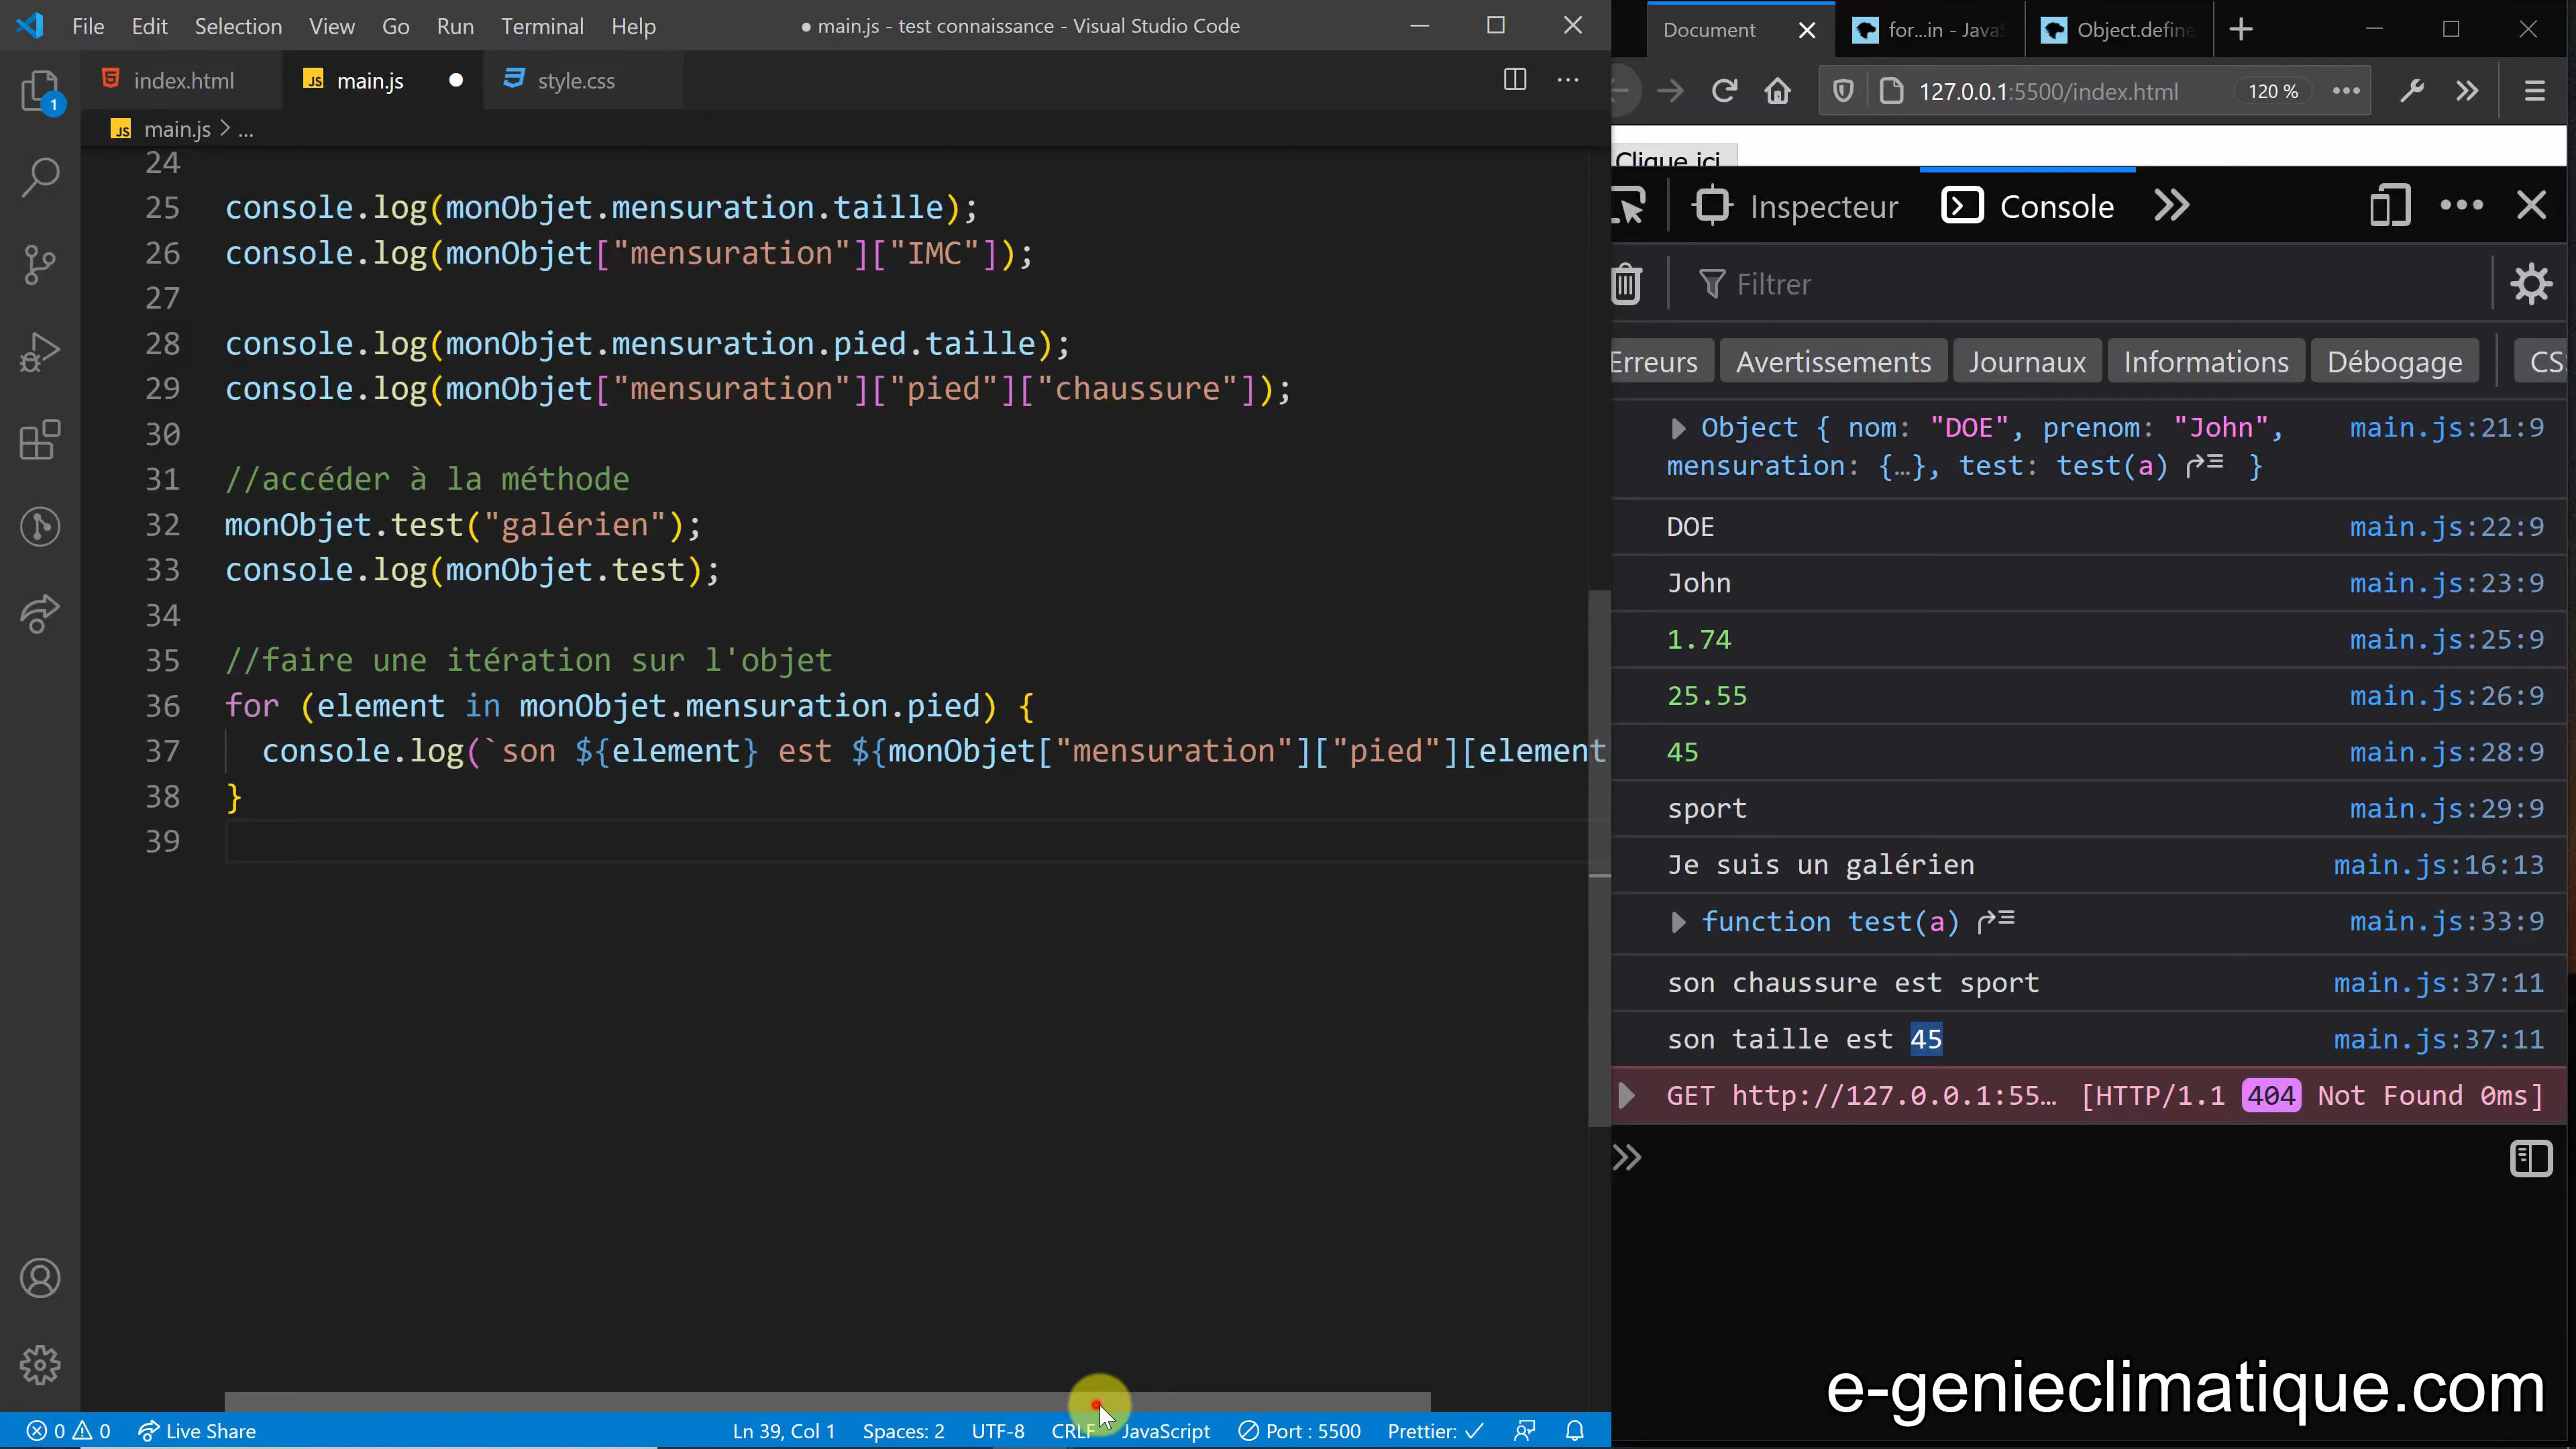 File Edit Selection View Go Run Terminal Help
● main.js - test connaissance - Visual Studio Code
index.html
JS main.js
style.css
1
JS main.js > ...
24
25 console.log(monObjet.mensuration.taille);
26 console.log(monObjet["mensuration"]["IMC"]);
27
28 console.log(monObjet.mensuration.pied.taille);
29 console.log(monObjet["mensuration"]["pied"]["chaussure"]);
30
31 //accéder à la méthode
32 monObjet.test("galérien");
33 console.log(monObjet.test);
34
35 //faire une itération sur l'objet
36 for (element in monObjet.mensuration.pied) {
37 console.log(`son ${element} est ${monObjet["mensuration"]["pied"][element
38 }
39
0 0 Live Share
Ln 39, Col 1 Spaces: 2 UTF-8 CRLF JavaScript Port : 5500 Prettier: ✓
Document
for...in - JavaS
Object.define
127.0.0.1:5500/index.html 120 %
Clique ici
Inspecteur Console
Filtrer
Erreurs Avertissements Journaux Informations Débogage CS
Object { nom: "DOE", prenom: "John", main.js:21:9
mensuration: {…}, test: test(a) }
DOE main.js:22:9
John main.js:23:9
1.74 main.js:25:9
25.55 main.js:26:9
45 main.js:28:9
sport main.js:29:9
Je suis un galérien main.js:16:13
function test(a) main.js:33:9
son chaussure est sport main.js:37:11
son taille est 45 main.js:37:11
GET http://127.0.0.1:55… [HTTP/1.1 404 Not Found 0ms]
e-genieclimatique.com